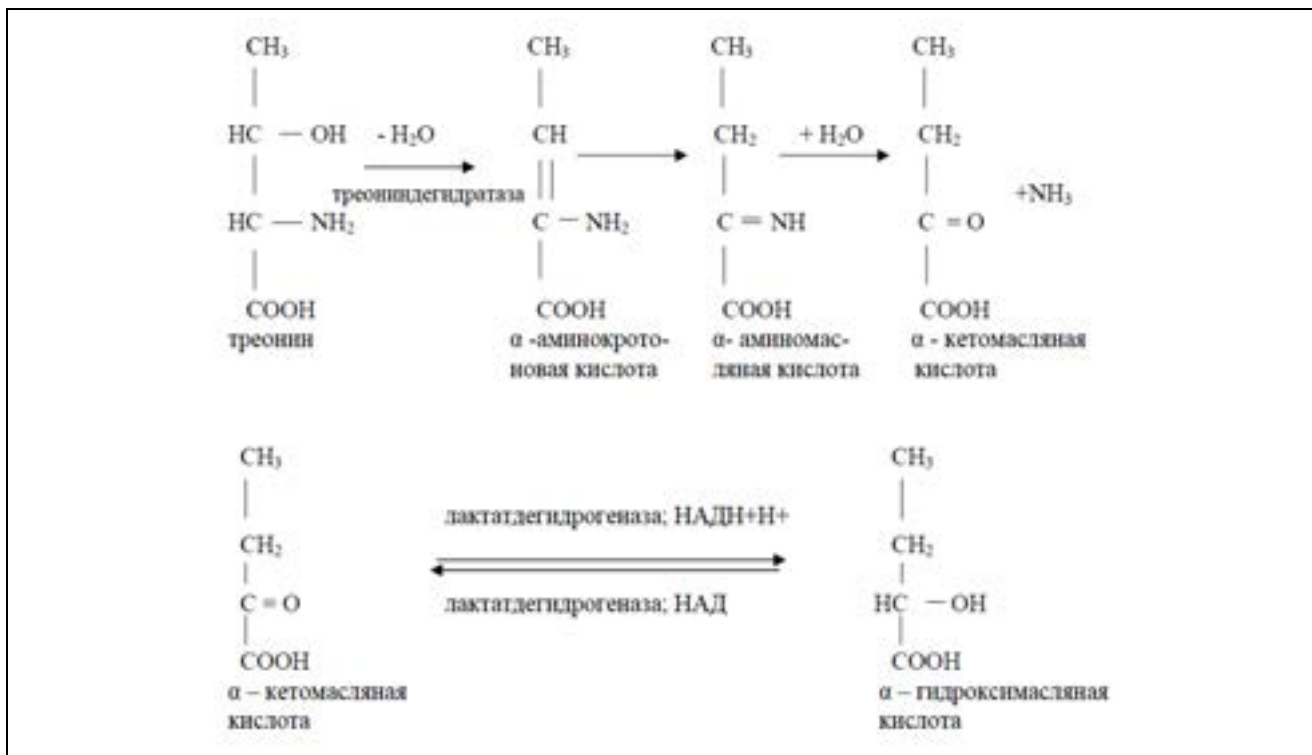 CH₃ CH₃ CH₃ CH₃
HC — OH - H₂O CH CH₂ + H₂O CH₂
треониндегидратаза +NH₃
HC — NH₂ C — NH₂ C = NH C = O
COOH COOH COOH COOH
треонин α -аминокрото- α- аминомас- α - кетомасляная
новая кислота ляная кислота кислота
CH₃ CH₃
лактатдегидрогеназа; НАДН+Н+
CH₂ CH₂
C = O лактатдегидрогеназа; НАД HC — OH
COOH COOH
α – кетомасляная α – гидроксимасляная
кислота кислота